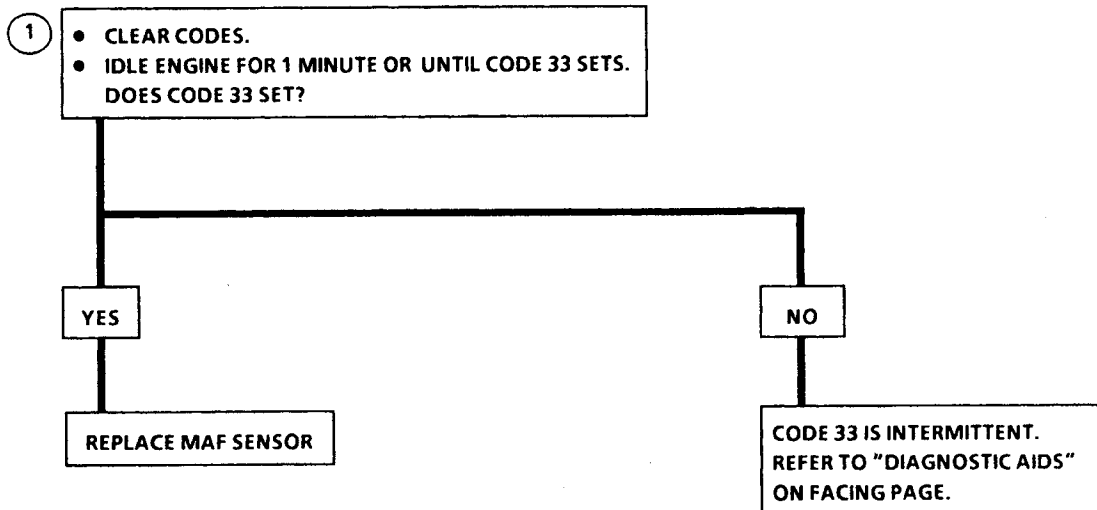 1
● CLEAR CODES.
● IDLE ENGINE FOR 1 MINUTE OR UNTIL CODE 33 SETS.
DOES CODE 33 SET?
YES
NO
REPLACE MAF SENSOR
CODE 33 IS INTERMITTENT.
REFER TO "DIAGNOSTIC AIDS"
ON FACING PAGE.